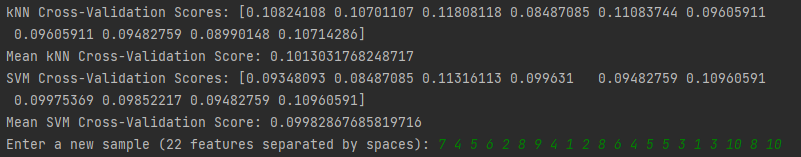 kNN Cross-Validation Scores: [0.10824108 0.10701107 0.11808118 0.08487085 0.11083744 0.09605911
 0.09605911 0.09482759 0.08990148 0.10714286]
Mean kNN Cross-Validation Score: 0.1013031768248717
SVM Cross-Validation Scores: [0.09348093 0.08487085 0.11316113 0.099631   0.09482759 0.10960591
 0.09975369 0.09852217 0.09482759 0.10960591]
Mean SVM Cross-Validation Score: 0.09982867685819716
Enter a new sample (22 features separated by spaces): 7 4 5 6 2 8 9 4 1 2 8 6 4 5 5 3 1 3 10 8 10